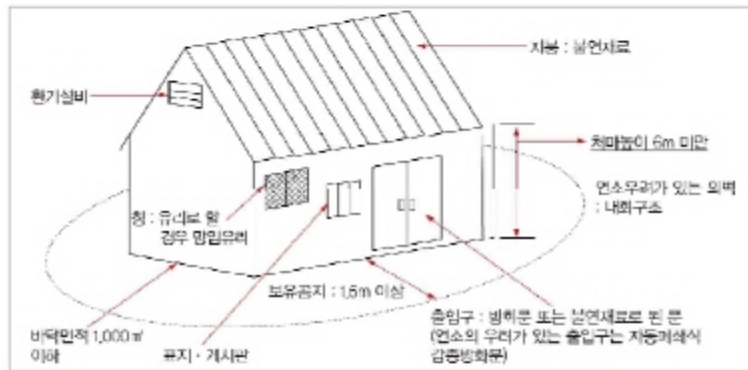 지붕 : 불연재료
환기설비
처마높이 6m 미만
연소우려가 있는 외벽
: 내화구조
창 : 유리로 할
경우 망입유리
보유공지 : 1.5m 이상
바닥면적 1,000㎡
이하
표지·게시판
출입구 : 방화문 또는 불연재료로 된 문
(연소의 우려가 있는 출입구는 자동폐쇄식
갑종방화문)